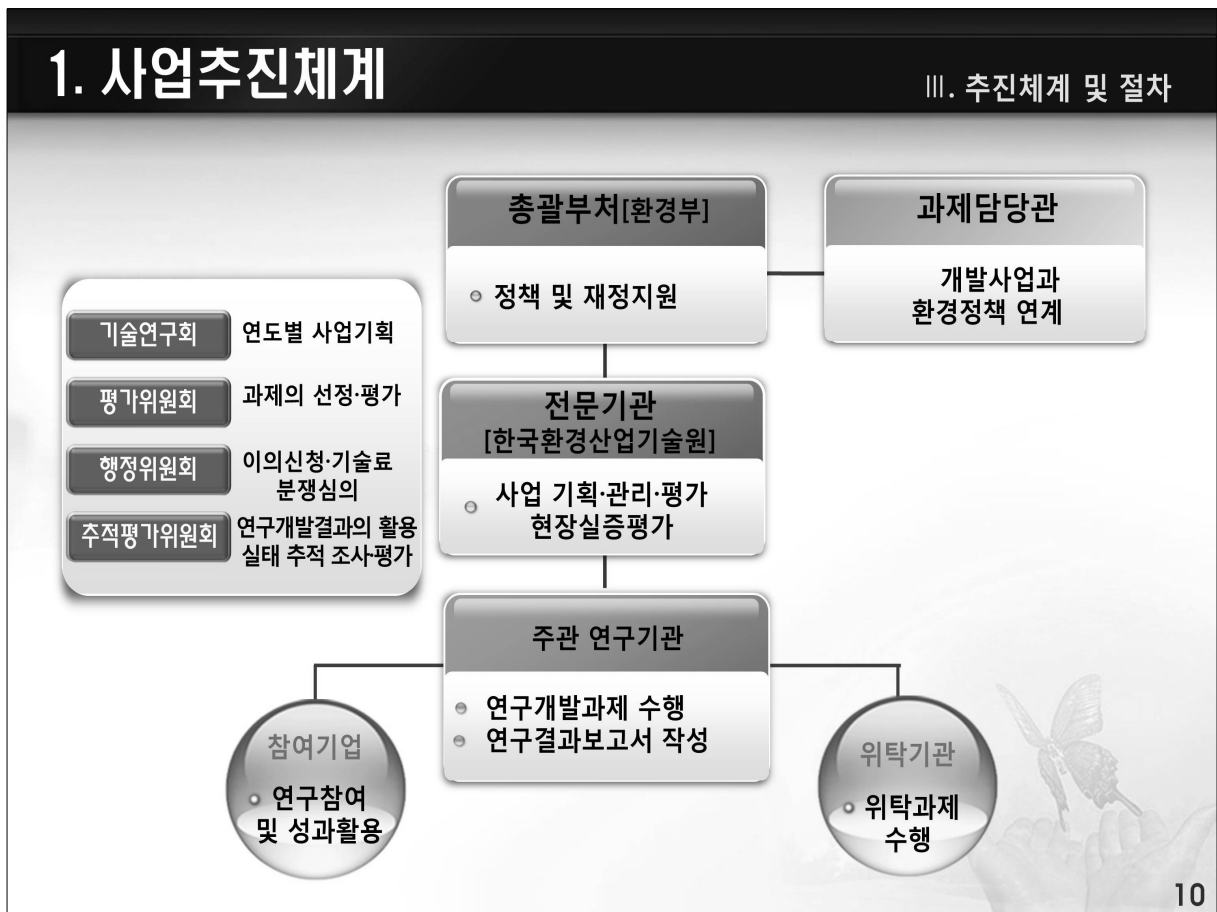 1. 사업추진체계
Ⅲ. 추진체계 및 절차
총괄부처[환경부]
정책 및 재정지원
과제담당관
개발사업과
환경정책 연계
기술연구회
연도별 사업기획
평가위원회
과제의 선정·평가
행정위원회
이의신청·기술료
분쟁심의
추적평가위원회
연구개발결과의 활용
실태 추적 조사·평가
전문기관
[한국환경산업기술원]
사업 기획·관리·평가
현장실증평가
주관 연구기관
연구개발과제 수행
연구결과보고서 작성
참여기업
연구참여
및 성과활용
위탁기관
위탁과제
수행
10